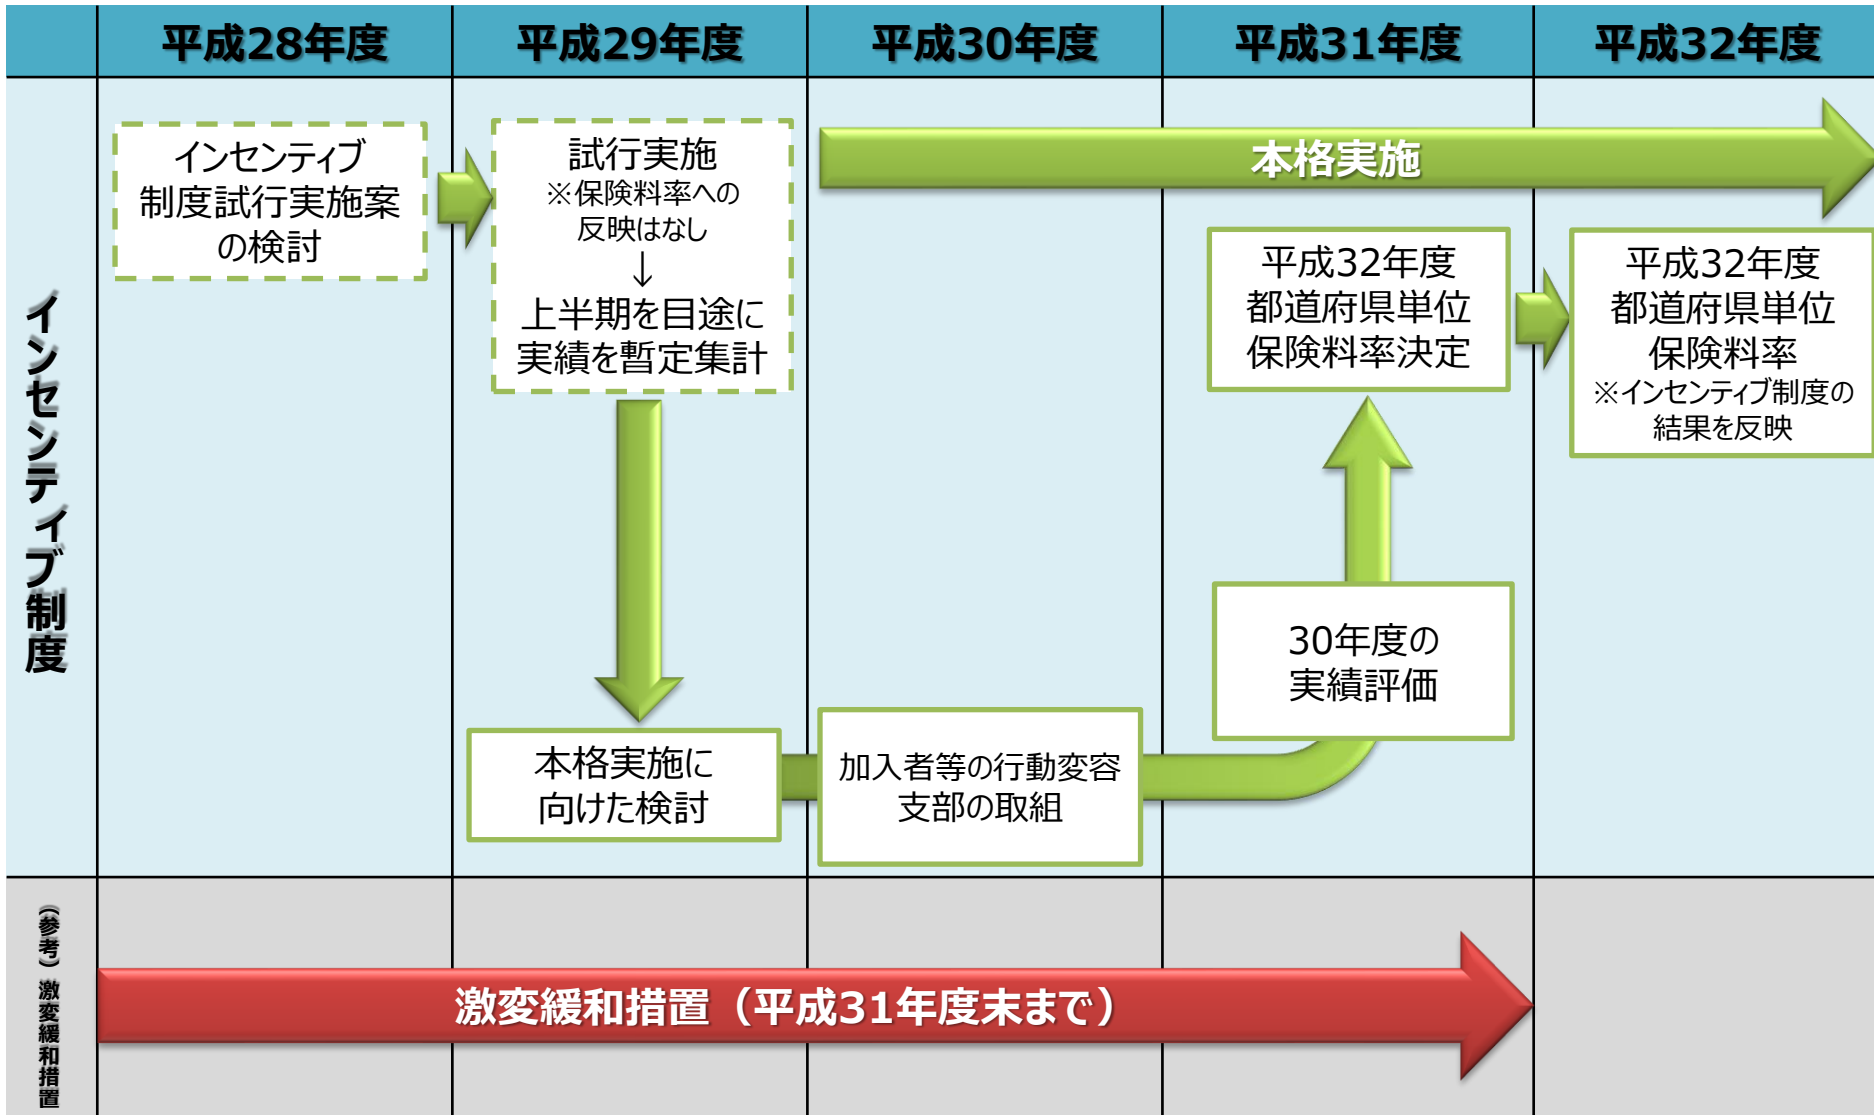 平成28年度
平成29年度
平成30年度
平成31年度
平成32年度
インセンティブ制度
インセンティブ
制度試行実施案
の検討
試行実施
※保険料率への
反映はなし
↓
上半期を目途に
実績を暫定集計
本格実施
平成32年度
都道府県単位
保険料率決定
平成32年度
都道府県単位
保険料率
※インセンティブ制度の
結果を反映
30年度の
実績評価
本格実施に
向けた検討
加入者等の行動変容
支部の取組
(参考)激変緩和措置
激変緩和措置（平成31年度末まで）